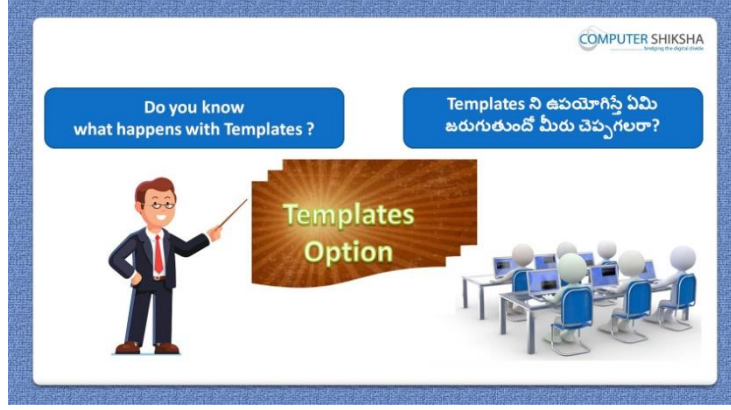 COMPUTER SHIKSHA
bridging the digital divide
Do you know
what happens with Templates ?
Templates ని ఉపయోగిస్తే ఏమి
జరుగుతుందో మీరు చెప్పగలరా?
Templates
Option